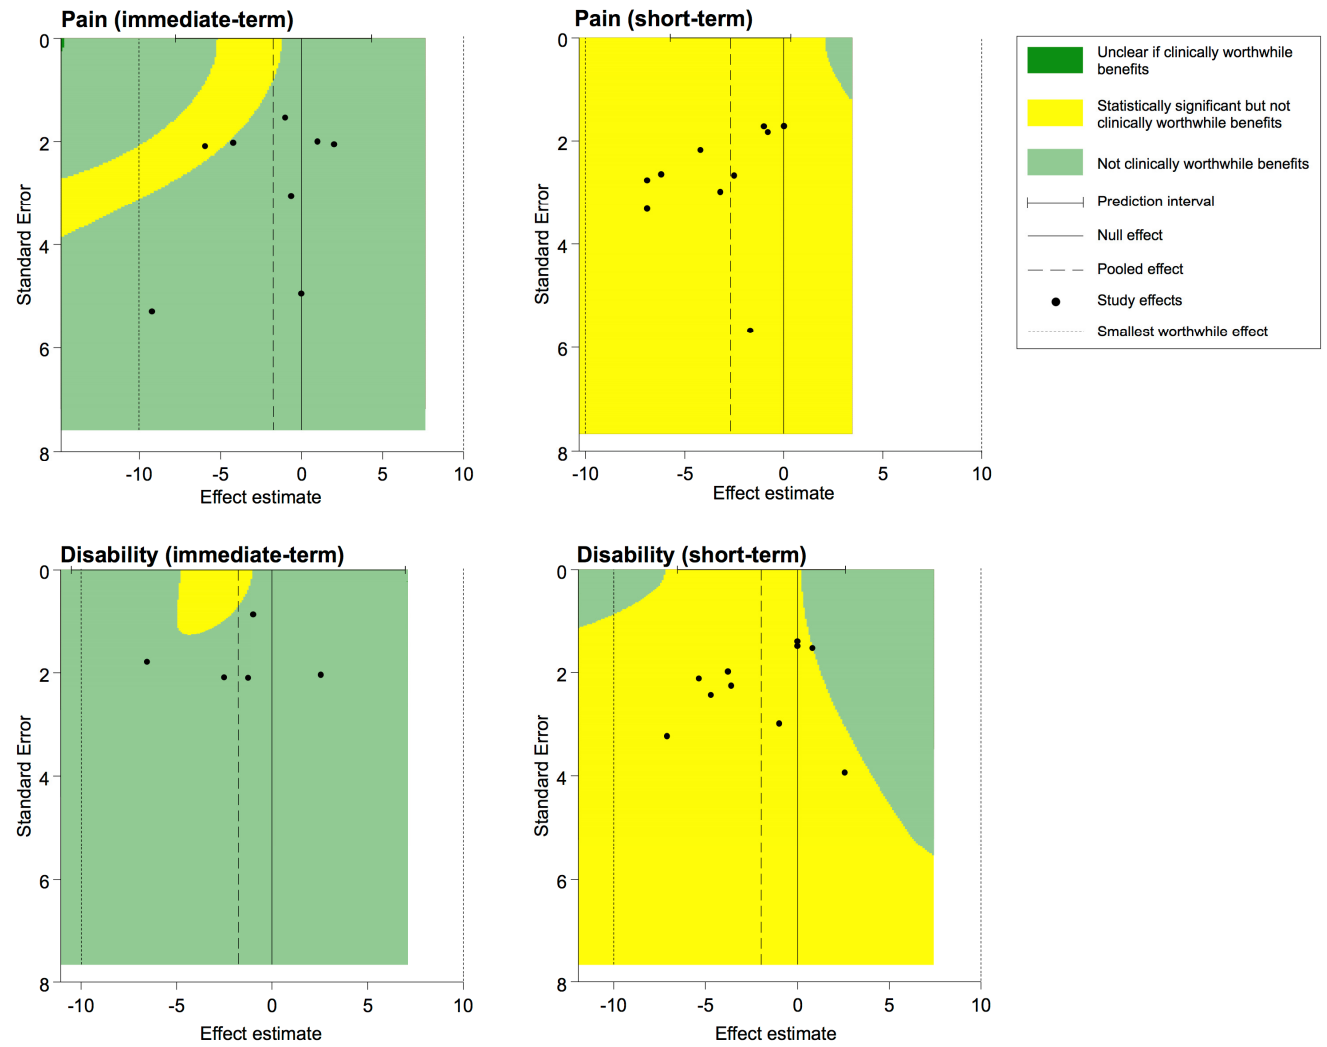 Pain (immediate-term)
0
2
4
6
8
Standard Error
-10
-5
0
5
10
Effect estimate
Pain (short-term)
0
2
4
6
8
Standard Error
-10
-5
0
5
10
Effect estimate
Unclear if clinically worthwhile
benefits
Statistically significant but not
clinically worthwhile benefits
Not clinically worthwhile benefits
Prediction interval
Null effect
Pooled effect
Study effects
Smallest worthwhile effect
Disability (immediate-term)
0
2
4
6
8
Standard Error
-10
-5
0
5
10
Effect estimate
Disability (short-term)
0
2
4
6
8
Standard Error
-10
-5
0
5
10
Effect estimate